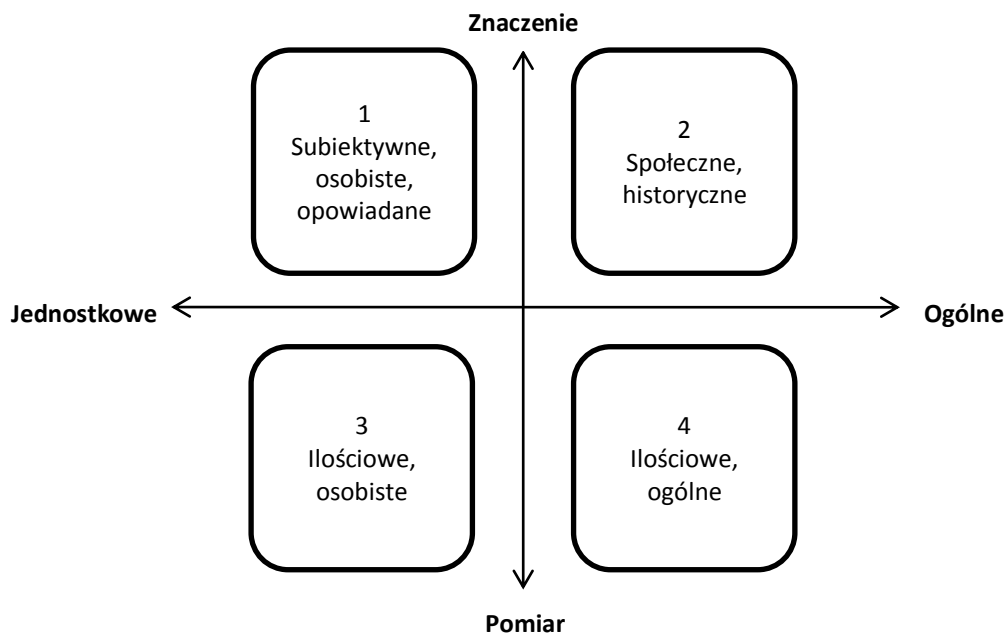 Znaczenie
1
Subiektywne,
osobiste,
opowiadane
2
Społeczne,
historyczne
Jednostkowe
Ogólne
3
Ilościowe,
osobiste
4
Ilościowe,
ogólne
Pomiar